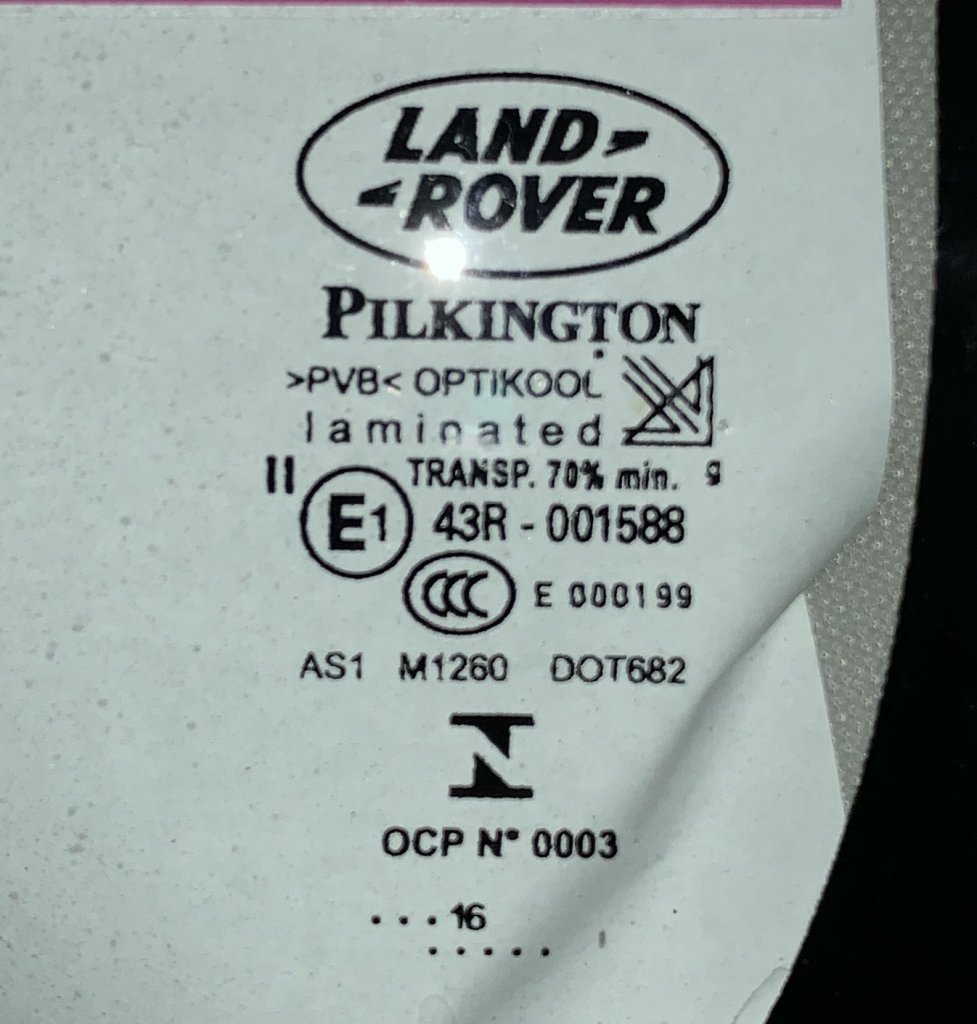 LAND
ROVER
PILKINGTON
>PVB< OPTIKOOL
laminated
II TRANSP. 70% min. g
E1 43R - 001588
CCC E 000199
AS1 M1260 DOT682
OCP N° 0003
...16
.....